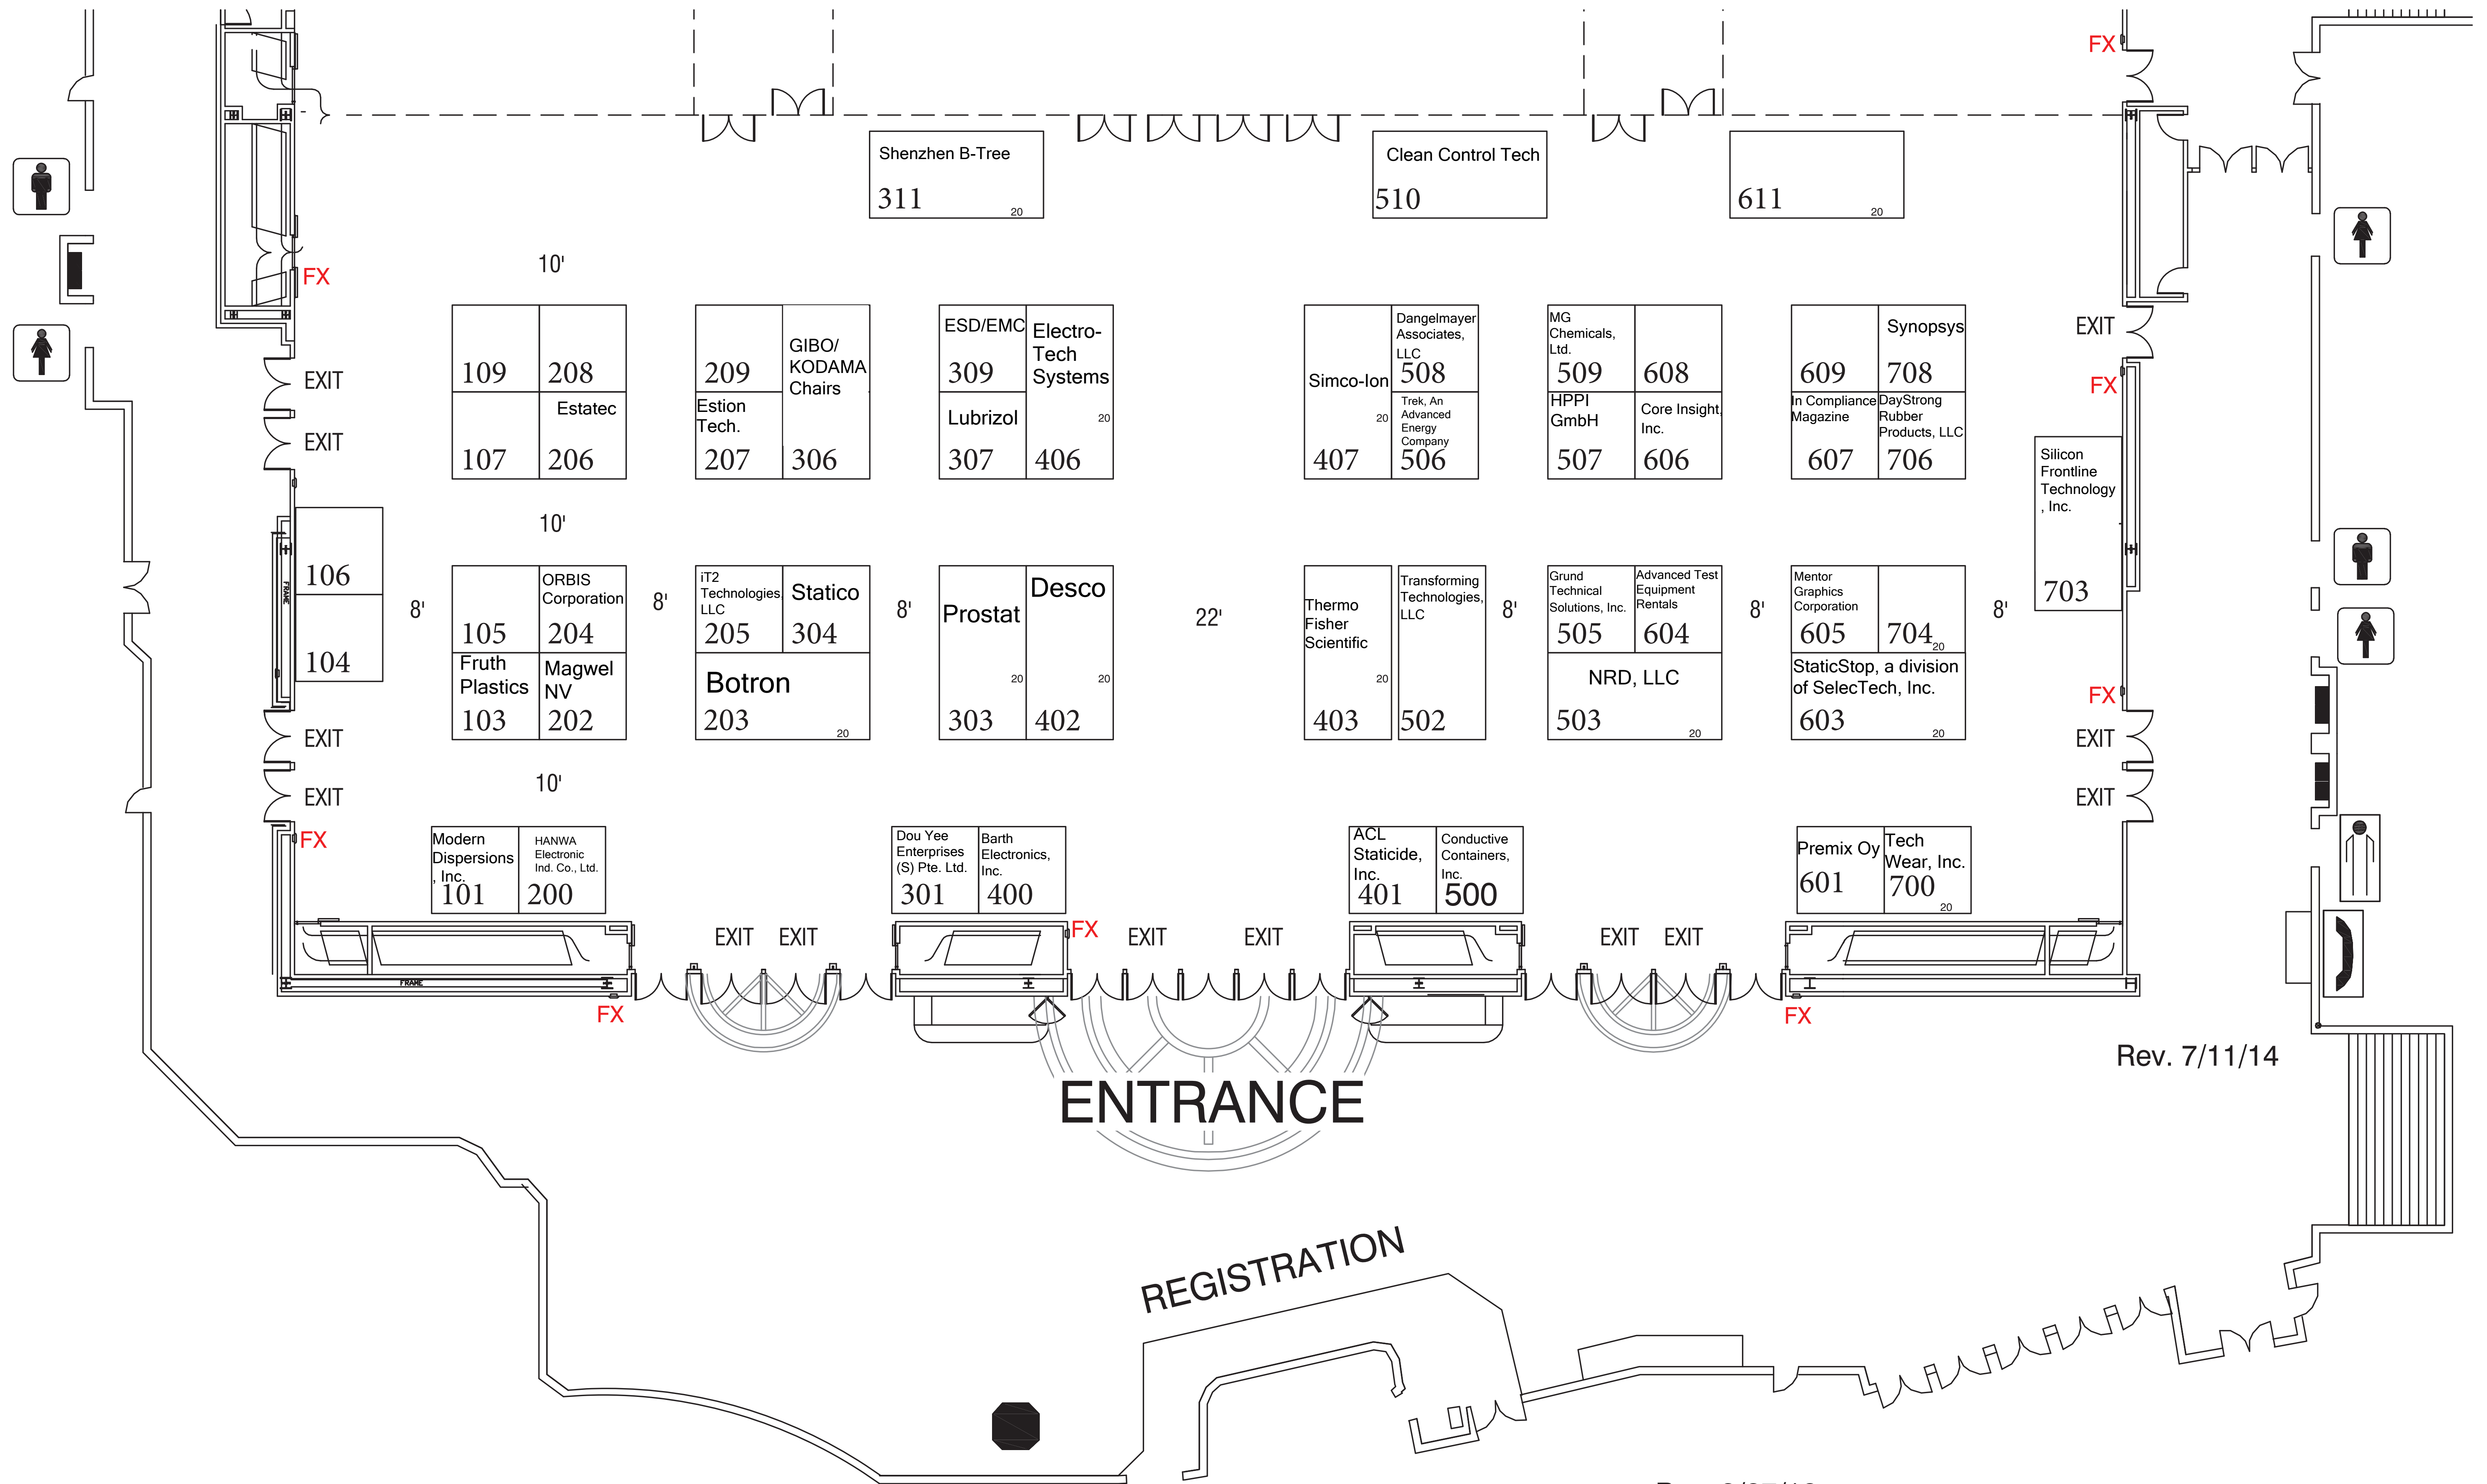 FX
Shenzhen B-Tree
311
20
Clean Control Tech
510
611
20
10'
FX
109
208
209
GIBO/
KODAMA
Chairs
306
ESD/EMC
309
Electro-
Tech
Systems
20
406
Simco-Ion
20
407
Dangelmayer
Associates,
LLC
508
MG
Chemicals,
Ltd.
509
608
609
Synopsys
708
EXIT
FX
EXIT
EXIT
107
Estatec
206
Estion
Tech.
207
Lubrizol
307
Trek, An
Advanced
Energy
Company
506
HPPI
GmbH
507
Core Insight,
Inc.
606
In Compliance
Magazine
607
DayStrong
Rubber
Products, LLC
706
Silicon
Frontline
Technology
, Inc.
703
10'
106
104
FRAME
8'
105
ORBIS
Corporation
204
8'
iT2
Technologies,
LLC
205
Statico
304
8'
Prostat
20
303
Desco
20
402
22'
Thermo
Fisher
Scientific
20
403
Transforming
Technologies,
LLC
502
8'
Grund
Technical
Solutions, Inc.
505
Advanced Test
Equipment
Rentals
604
8'
Mentor
Graphics
Corporation
605
704
20
8'
Fruth
Plastics
103
Magwel
NV
202
Botron
203
20
NRD, LLC
503
20
StaticStop, a division
of SelecTech, Inc.
603
20
FX
EXIT
EXIT
EXIT
EXIT
10'
FX
Modern
Dispersions
, Inc.
101
HANWA
Electronic
Ind. Co., Ltd.
200
Dou Yee
Enterprises
(S) Pte. Ltd.
301
Barth
Electronics,
Inc.
400
ACL
Staticide,
Inc.
401
Conductive
Containers,
Inc.
500
Premix Oy
601
Tech
Wear, Inc.
700
20
EXIT EXIT
FX
EXIT
EXIT
EXIT EXIT
FRAME
FX
FX
Rev. 7/11/14
ENTRANCE
REGISTRATION